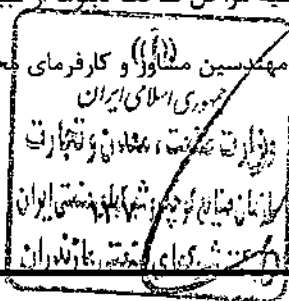 مهندسین مشاور و کارفرمای
جمهوری اسلامی ایران
وزارت صنعت، معدن و تجارت
سازمان صنایع کوچک و شهرکهای صنعتی ایران
شرکت شهرکهای صنعتی مازندران